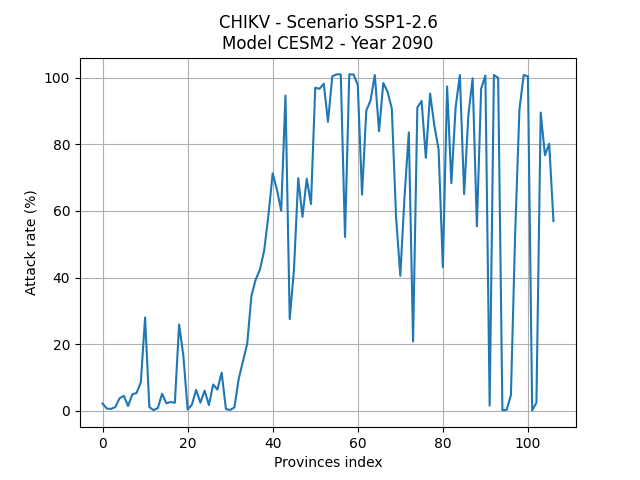 CHIKV - Scenario SSP1-2.6
Model CESM2 - Year 2090
Attack rate (%)
100
80
60
40
20
0
0 20 40 60 80 100
Provinces index